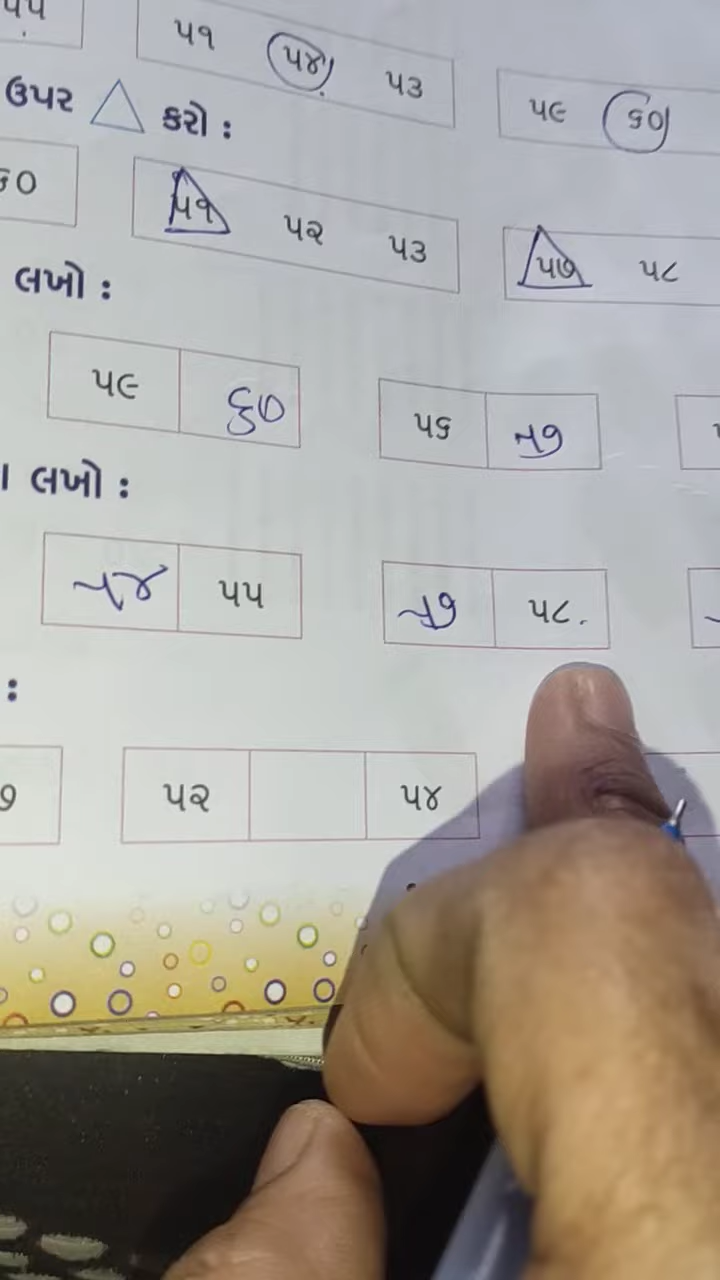 ૫૫ ૫૧ ૫૪ ૫૩ ૫૯ ૬૦
ઉપર △ કરો :
૬૦ ૫૧ ૫૨ ૫૩ ૫૭ ૫૮
લખો :
૫૯ ૬૦ ૫૬ ૫૭
લખો :
૫૪ ૫૫ ૫૭ ૫૮
:
૭ ૫૨ ૫૪